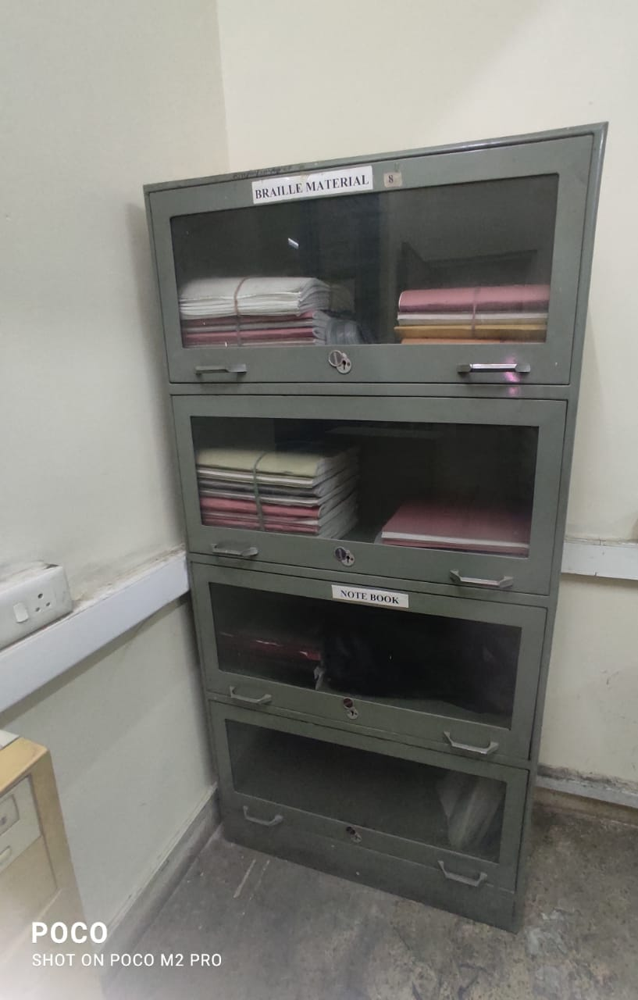 BRAILLE MATERIAL
8
NOTE BOOK
POCO
SHOT ON POCO M2 PRO